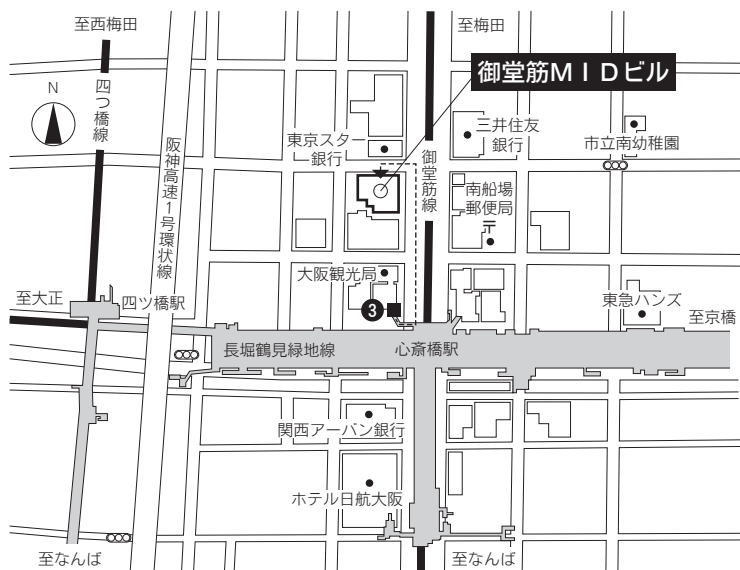 至西梅田
至梅田
御堂筋ＭＩＤビル
N
四つ橋線
阪神高速1号環状線
東京スター
銀行
御堂筋線
三井住友
銀行
市立南幼稚園
南船場
郵便局
〒
大阪観光局
至大正
四ツ橋駅
3
東急ハンズ
至京橋
長堀鶴見緑地線
心斎橋駅
関西アーバン銀行
ホテル日航大阪
至なんば
至なんば